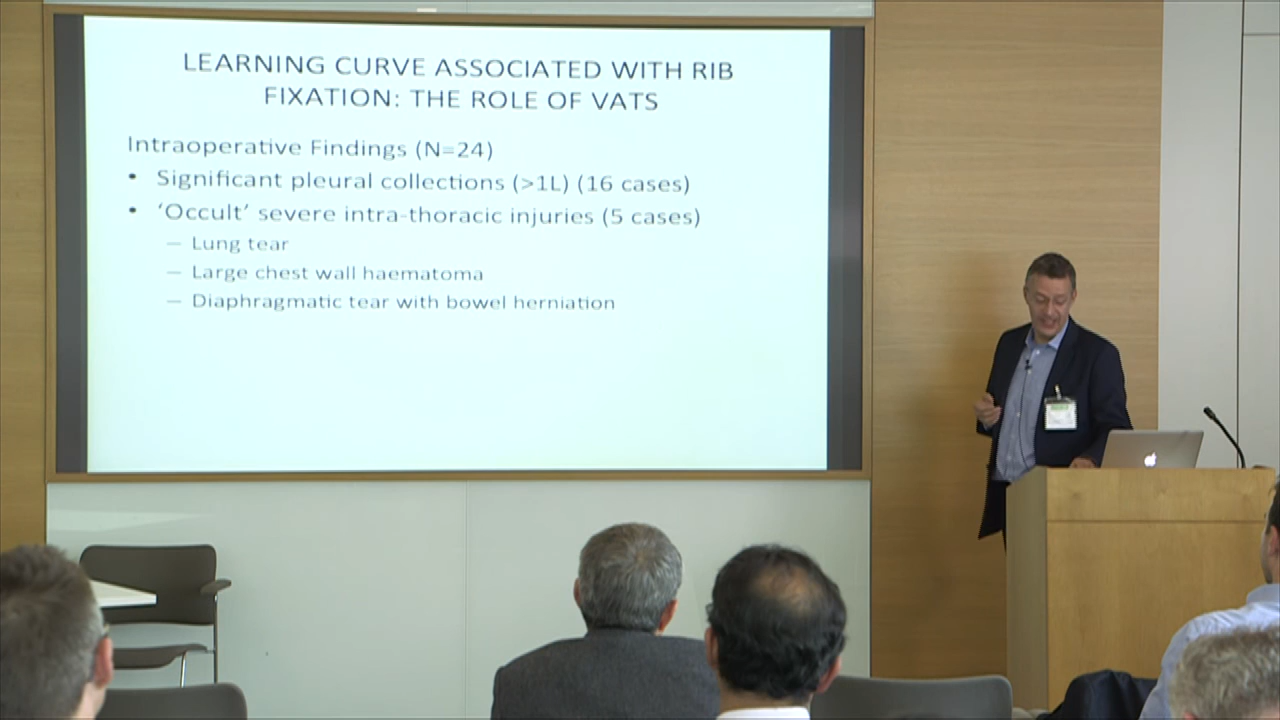 LEARNING CURVE ASSOCIATED WITH RIB
FIXATION: THE ROLE OF VATS
Intraoperative Findings (N=24)
• Significant pleural collections (>1L) (16 cases)
• ‘Occult’ severe intra-thoracic injuries (5 cases)
– Lung tear
– Large chest wall haematoma
– Diaphragmatic tear with bowel herniation